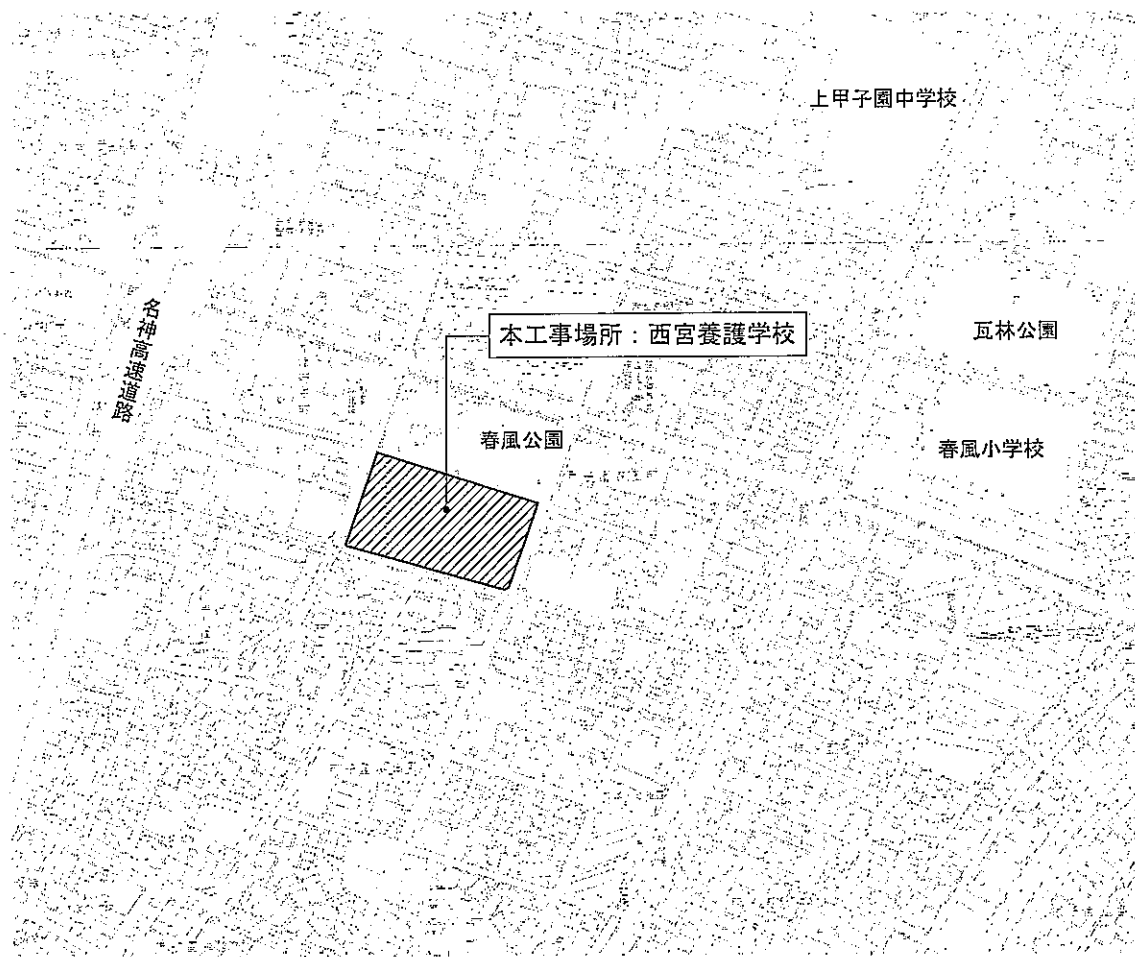 上甲子園中学校
名神高速道路
本工事場所：西宮養護学校
瓦林公園
春風公園
春風小学校